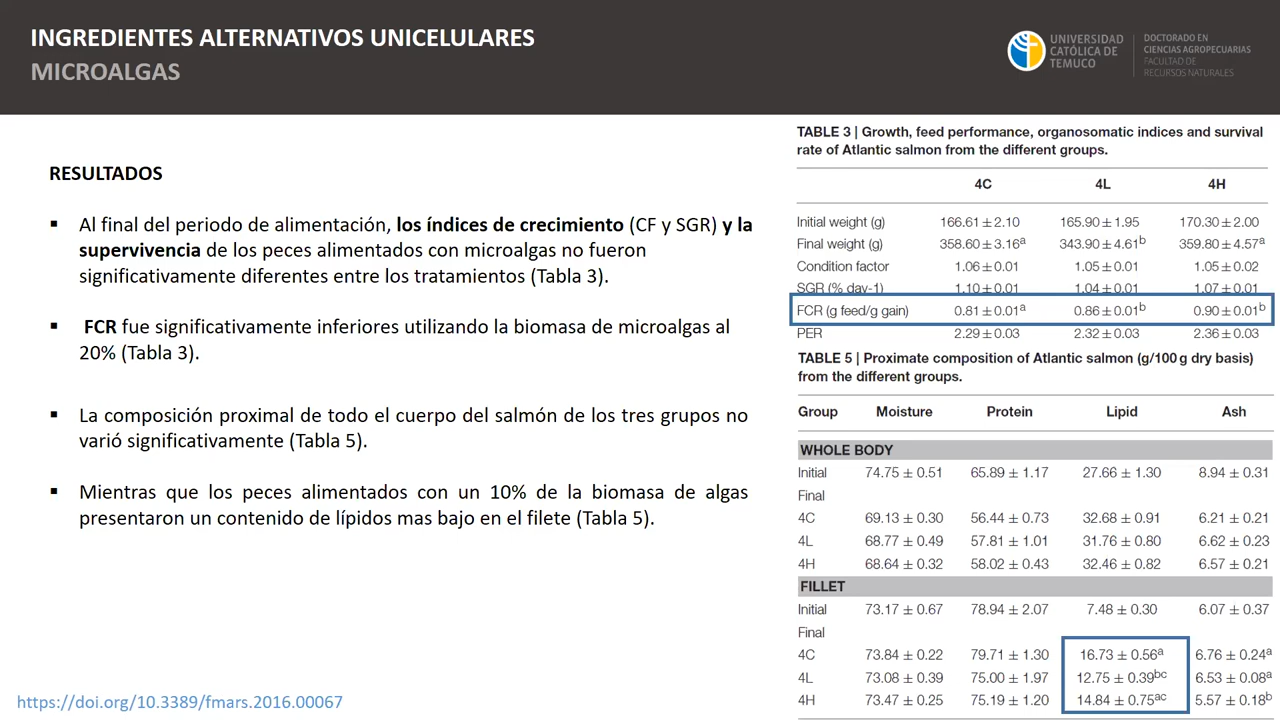 INGREDIENTES ALTERNATIVOS UNICELULARES
MICROALGAS
UNIVERSIDAD
CATÓLICA DE
TEMUCO
DOCTORADO EN
CIENCIAS AGROPECUARIAS
FACULTAD DE
RECURSOS NATURALES
RESULTADOS
▪ Al final del periodo de alimentación, los índices de crecimiento (CF y SGR) y la
supervivencia de los peces alimentados con microalgas no fueron
significativamente diferentes entre los tratamientos (Tabla 3).
▪ FCR fue significativamente inferiores utilizando la biomasa de microalgas al
20% (Tabla 3).
▪ La composición proximal de todo el cuerpo del salmón de los tres grupos no
varió significativamente (Tabla 5).
▪ Mientras que los peces alimentados con un 10% de la biomasa de algas
presentaron un contenido de lípidos mas bajo en el filete (Tabla 5).
https://doi.org/10.3389/fmars.2016.00067
TABLE 3 | Growth, feed performance, organosomatic indices and survival
rate of Atlantic salmon from the different groups.
4C 4L 4H
Initial weight (g) 166.61 ± 2.10 165.90 ± 1.95 170.30 ± 2.00
Final weight (g) 358.60 ± 3.16a 343.90 ± 4.61b 359.80 ± 4.57a
Condition factor 1.06 ± 0.01 1.05 ± 0.01 1.05 ± 0.02
SGR (% day-1) 1.10 ± 0.01 1.04 ± 0.01 1.07 ± 0.01
FCR (g feed/g gain) 0.81 ± 0.01a 0.86 ± 0.01b 0.90 ± 0.01b
PER 2.29 ± 0.03 2.32 ± 0.03 2.36 ± 0.03
TABLE 5 | Proximate composition of Atlantic salmon (g/100 g dry basis)
from the different groups.
Group Moisture Protein Lipid Ash
WHOLE BODY
Initial 74.75 ± 0.51 65.89 ± 1.17 27.66 ± 1.30 8.94 ± 0.31
Final
4C 69.13 ± 0.30 56.44 ± 0.73 32.68 ± 0.91 6.21 ± 0.21
4L 68.77 ± 0.49 57.81 ± 1.01 31.76 ± 0.80 6.62 ± 0.23
4H 68.64 ± 0.32 58.02 ± 0.43 32.46 ± 0.82 6.57 ± 0.21
FILLET
Initial 73.17 ± 0.67 78.94 ± 2.07 7.48 ± 0.30 6.07 ± 0.37
Final
4C 73.84 ± 0.22 79.71 ± 1.30 16.73 ± 0.56a 6.76 ± 0.24a
4L 73.08 ± 0.39 75.00 ± 1.97 12.75 ± 0.39bc 6.53 ± 0.08a
4H 73.47 ± 0.25 75.19 ± 1.20 14.84 ± 0.75ac 5.57 ± 0.18b